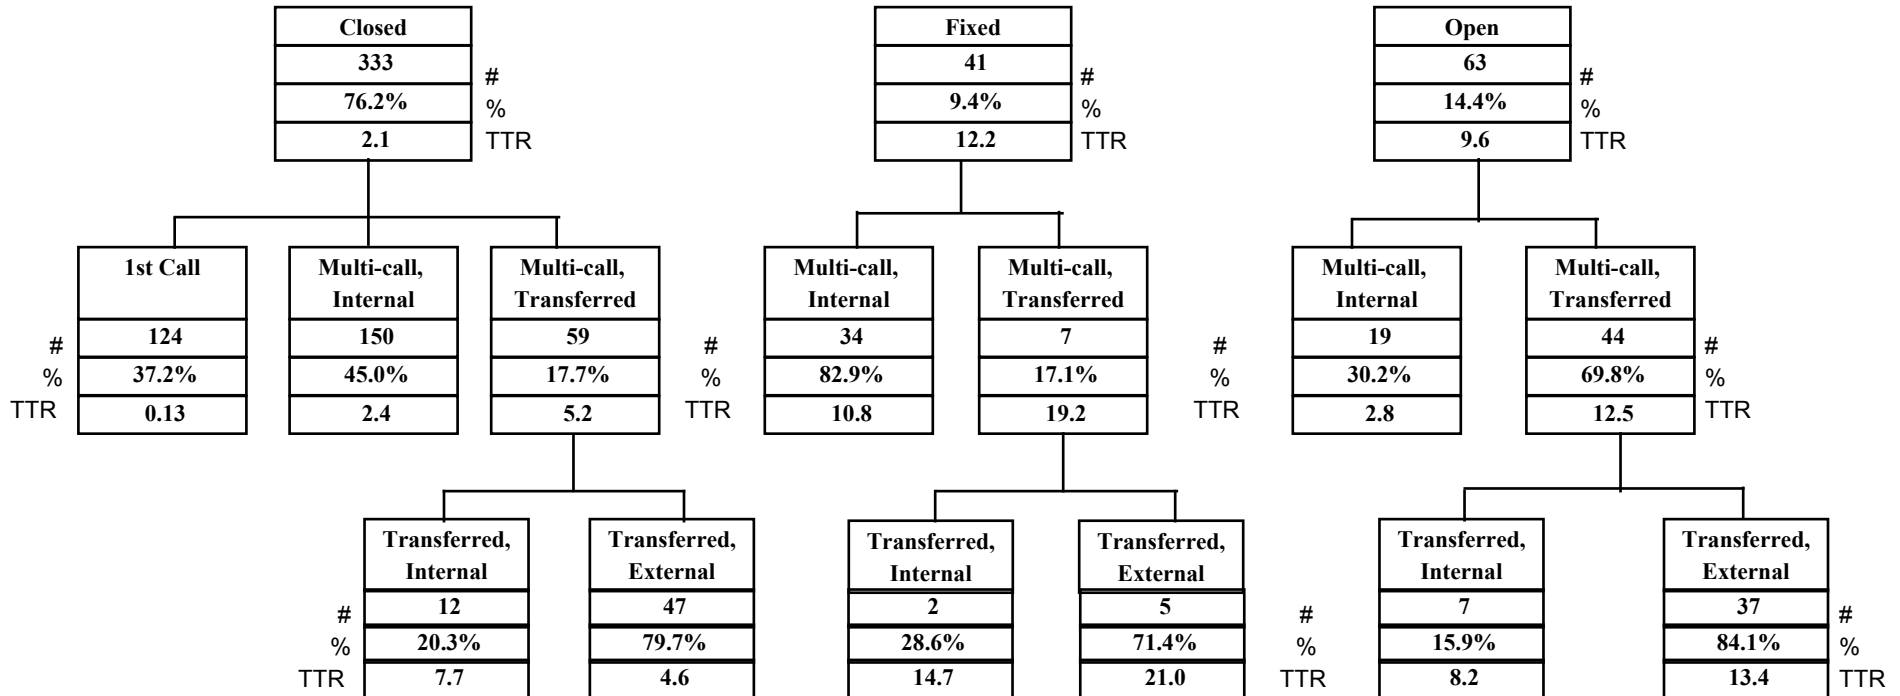 Closed
333
76.2%
2.1
#
%
TTR
Fixed
41
9.4%
12.2
#
%
TTR
Open
63
14.4%
9.6
#
%
TTR
#
%
TTR
1st Call
124
37.2%
0.13
Multi-call,
Internal
150
45.0%
2.4
Multi-call,
Transferred
59
17.7%
5.2
#
%
TTR
Multi-call,
Internal
34
82.9%
10.8
Multi-call,
Transferred
7
17.1%
19.2
#
%
TTR
Multi-call,
Internal
19
30.2%
2.8
Multi-call,
Transferred
44
69.8%
12.5
#
%
TTR
#
%
TTR
Transferred,
Internal
12
20.3%
7.7
Transferred,
External
47
79.7%
4.6
Transferred,
Internal
2
28.6%
14.7
Transferred,
External
5
71.4%
21.0
#
%
TTR
Transferred,
Internal
7
15.9%
8.2
Transferred,
External
37
84.1%
13.4
#
%
TTR